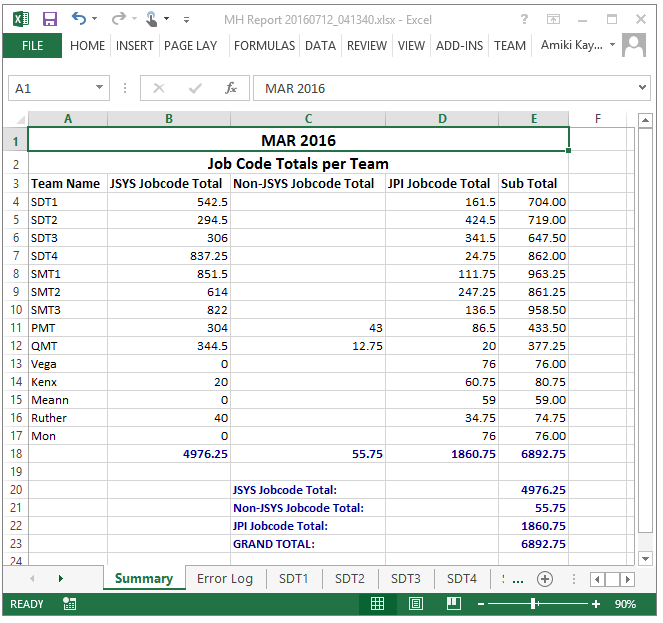 MH Report 20160712_041340.xlsx - Excel
FILE HOME INSERT PAGE LAY FORMULAS DATA REVIEW VIEW ADD-INS TEAM Amiki Kay...
A1 fx MAR 2016
A B C D E F
1 MAR 2016
2 Job Code Totals per Team
3 Team Name JSYS Jobcode Total Non-JSYS Jobcode Total JPI Jobcode Total Sub Total
4 SDT1 542.5 161.5 704.00
5 SDT2 294.5 424.5 719.00
6 SDT3 306 341.5 647.50
7 SDT4 837.25 24.75 862.00
8 SMT1 851.5 111.75 963.25
9 SMT2 614 247.25 861.25
10 SMT3 822 136.5 958.50
11 PMT 304 43 86.5 433.50
12 QMT 344.5 12.75 20 377.25
13 Vega 0 76 76.00
14 Kenx 20 60.75 80.75
15 Meann 0 59 59.00
16 Ruther 40 34.75 74.75
17 Mon 0 76 76.00
18 4976.25 55.75 1860.75 6892.75
19
20 JSYS Jobcode Total: 4976.25
21 Non-JSYS Jobcode Total: 55.75
22 JPI Jobcode Total: 1860.75
23 GRAND TOTAL: 6892.75
24
Summary Error Log SDT1 SDT2 SDT3 SDT4 ...
READY 90%